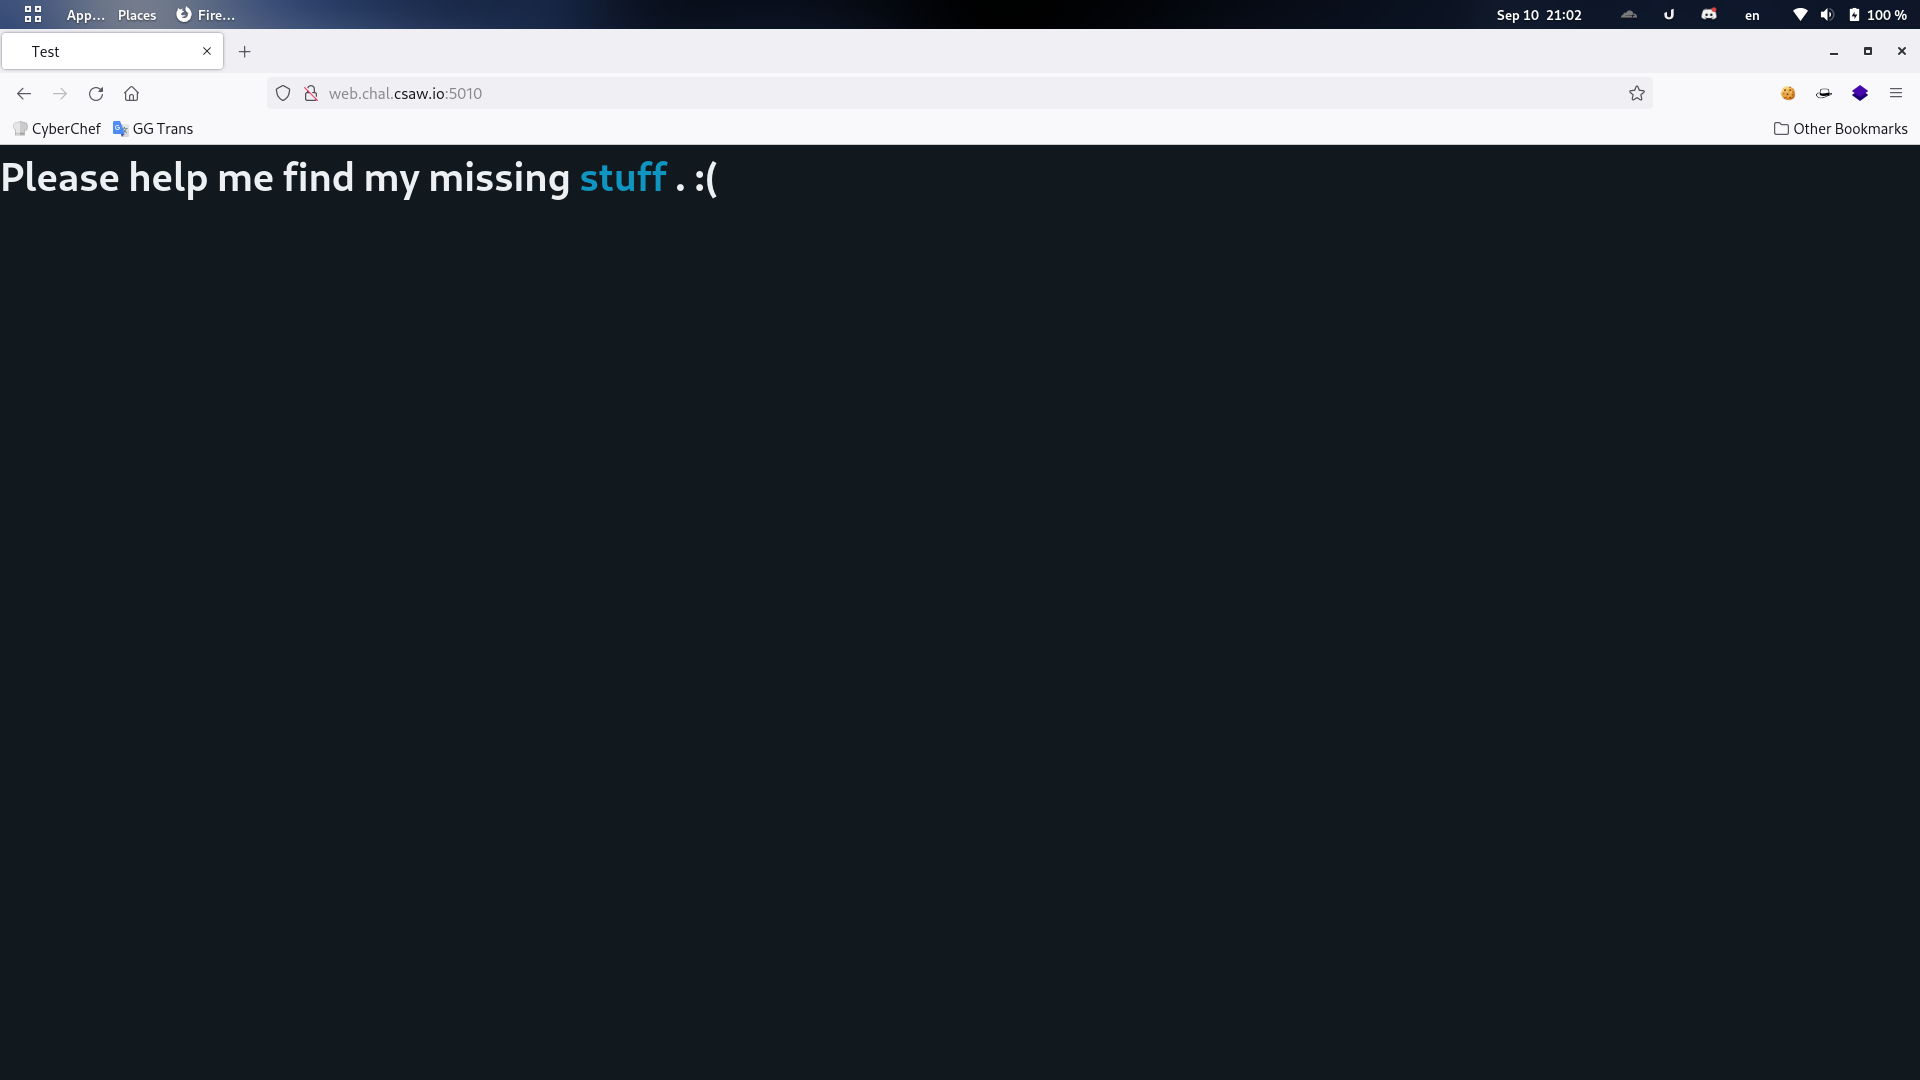 App... Places Fire... Sep 10 21:02 en 100 %
Test
web.chal.csaw.io:5010
CyberChef GG Trans Other Bookmarks
Please help me find my missing stuff . :(